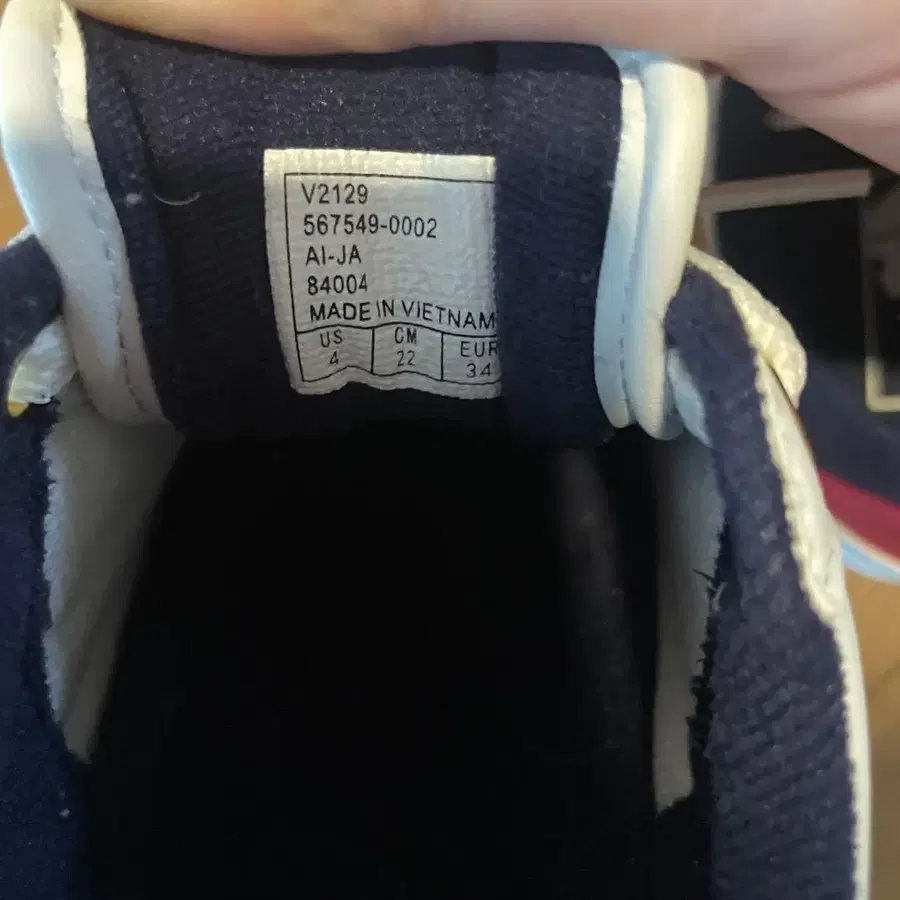 V2129
567549-0002
AI-JA
84004
MADE IN VIETNAM
US CM EUR
4 22 34